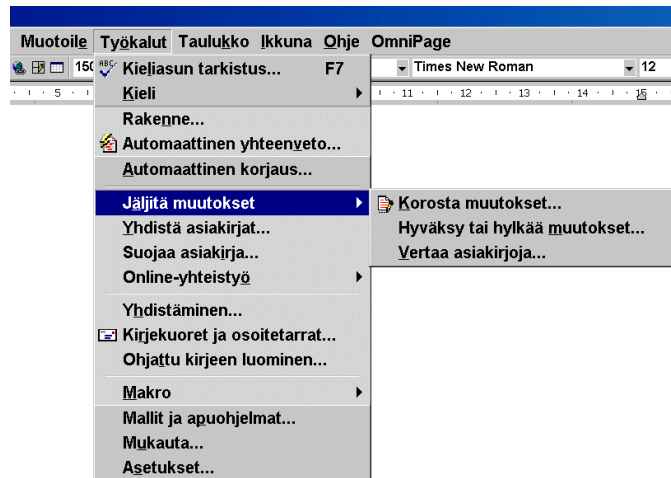 Muotoile Työkalut Taulukko Ikkuna Ohje OmniPage
150 Times New Roman 12
5 11 12 13 14 15
ABC Kieliasun tarkistus... F7
Kieli
Rakenne...
Automaattinen yhteenveto...
Automaattinen korjaus...
Jäljitä muutokset
Yhdistä asiakirjat...
Suojaa asiakirja...
Online-yhteistyö
Yhdistäminen...
Kirjekuoret ja osoitetarrat...
Ohjattu kirjeen luominen...
Makro
Mallit ja apuohjelmat...
Mukauta...
Asetukset...
Korosta muutokset...
Hyväksy tai hylkää muutokset...
Vertaa asiakirjoja...